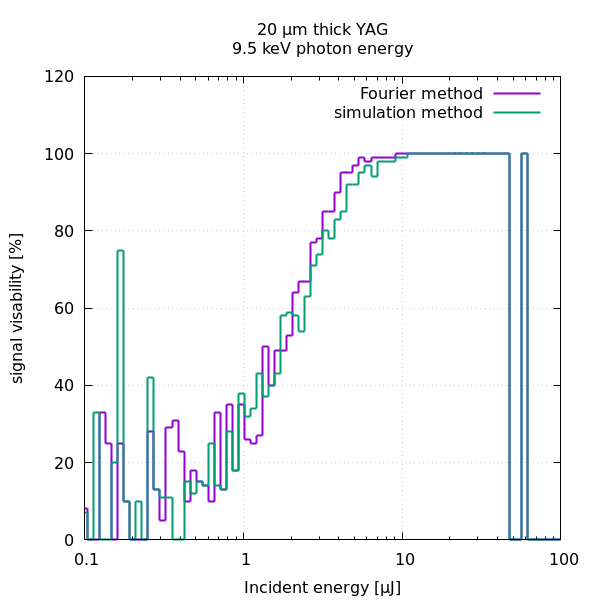 20 µm thick YAG
9.5 keV photon energy
Fourier method
simulation method
signal visability [%]
120
100
80
60
40
20
0
0.1
1
10
100
Incident energy [µJ]